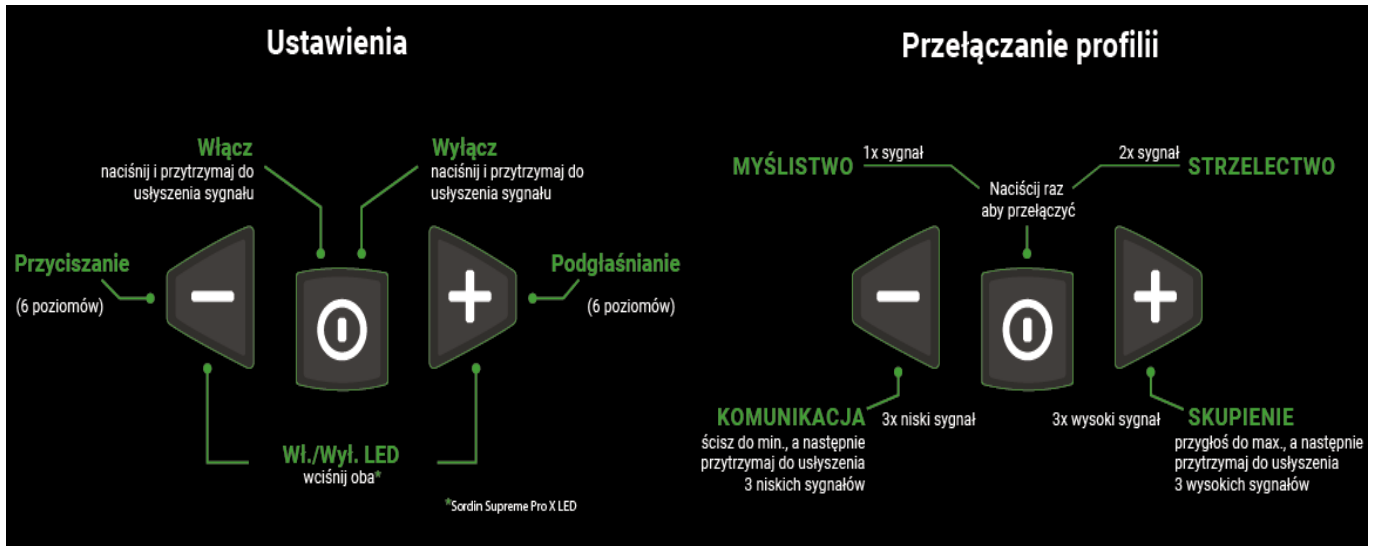 Ustawienia
Włącz
naciśnij i przytrzymaj do
usłyszenia sygnału
Wyłącz
naciśnij i przytrzymaj do
usłyszenia sygnału
Przyciszanie
(6 poziomów)
Podgłaśnianie
(6 poziomów)
Wł./Wył. LED
wciśnij oba*
*Sordin Supreme Pro X LED
Przełączanie profilii
MYŚLISTWO
1x sygnał
2x sygnał
STRZELECTWO
Naciścij raz
aby przełączyć
KOMUNIKACJA
3x niski sygnał
ścisz do min., a następnie
przytrzymaj do usłyszenia
3 niskich sygnałów
3x wysoki sygnał
SKUPIENIE
przygłoś do max., a następnie
przytrzymaj do usłyszenia
3 wysokich sygnałów